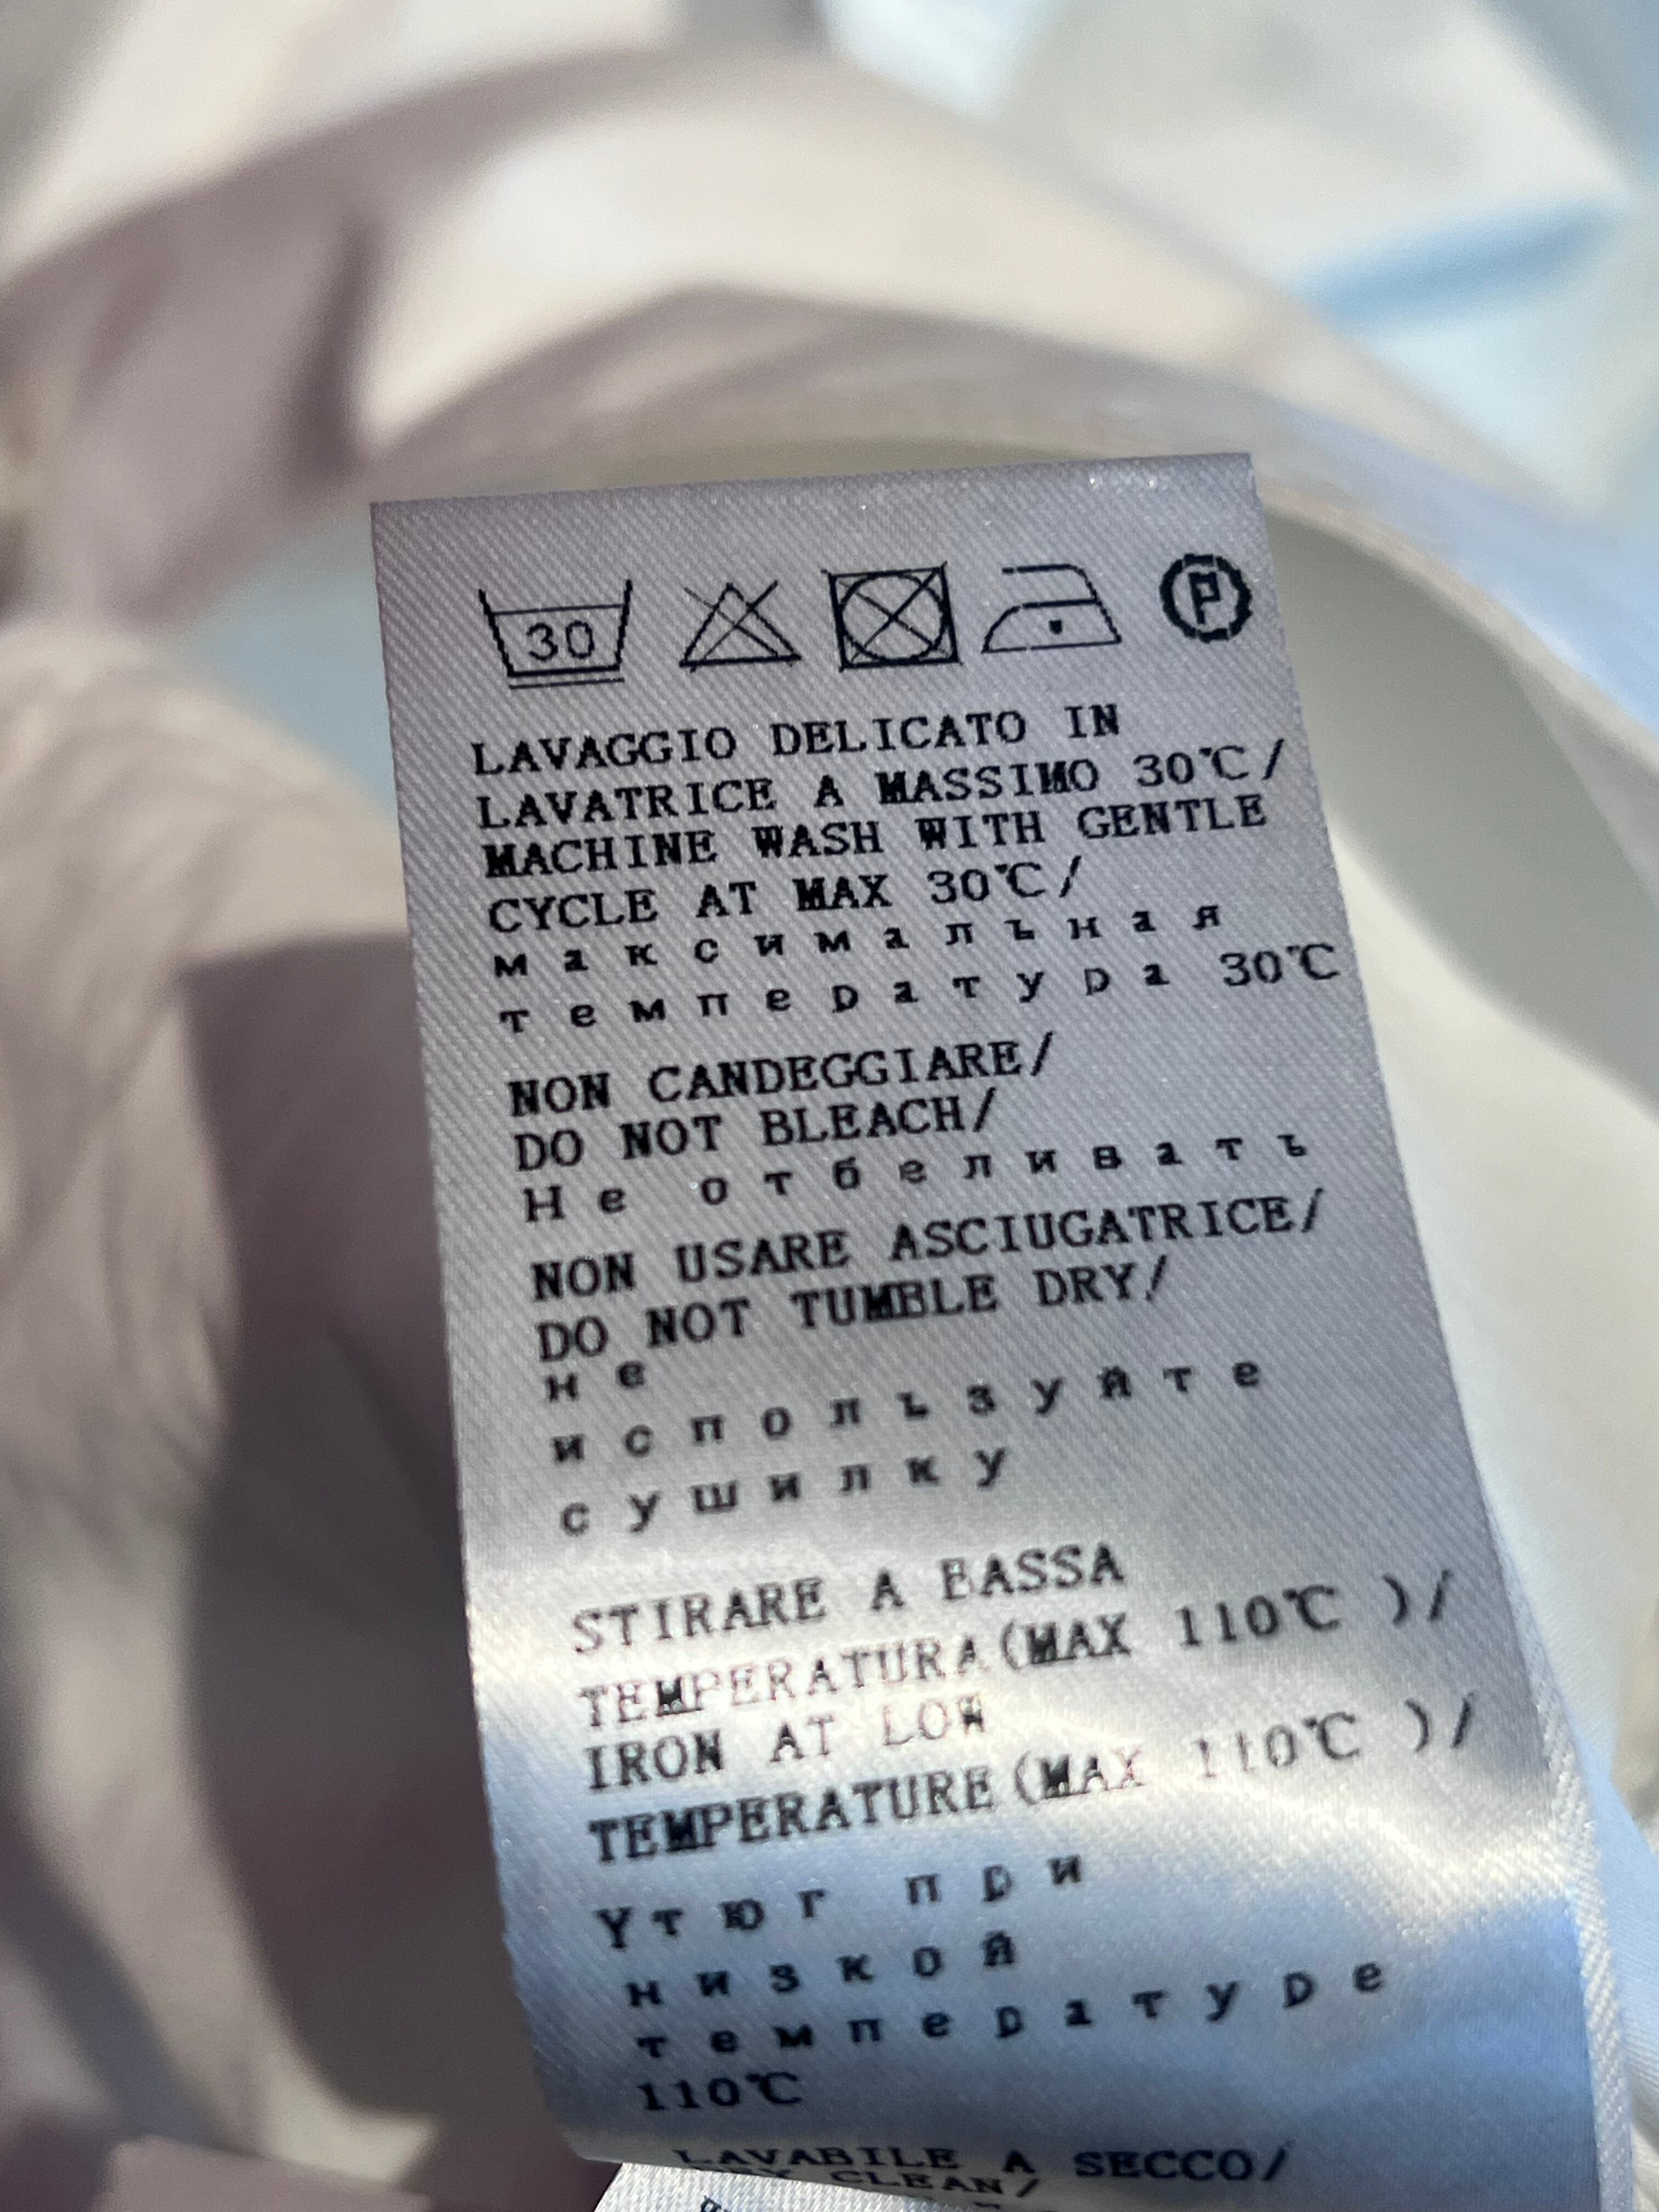 30 P
LAVAGGIO DELICATO IN
LAVATRICE A MASSIMO 30℃/
MACHINE WASH WITH GENTLE
CYCLE AT MAX 30℃/
максимальная
температура 30℃
NON CANDEGGIARE/
DO NOT BLEACH/
Не отбеливать
NON USARE ASCIUGATRICE/
DO NOT TUMBLE DRY/
не
используйте
сушилку
STIRARE A BASSA
TEMPERATURA(MAX 110℃ )/
IRON AT LOW
TEMPERATURE(MAX 110℃ )/
Утюг при
низкой
температуре
110℃
LAVABILE A SECCO/
CLEAN/